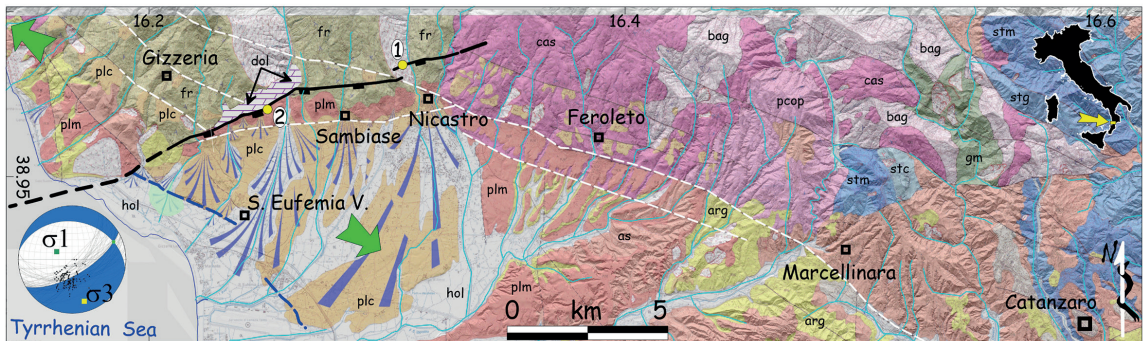 16.2
16.4
16.6
1
fr
fr
cas
bag
stm
Gizzeria
dol
plc
bag
cas
stg
fr
pcop
plc
plm
Nicastro
Feroleto
bag
plm
2
Sambiase
gm
plc
stm
stc
38.95
plm
hol
S. Eufemia V.
arg
as
σ1
Marcellinara
N
plm
σ3
plc
hol
0 km 5
Catanzaro
arg
Tyrrhenian Sea